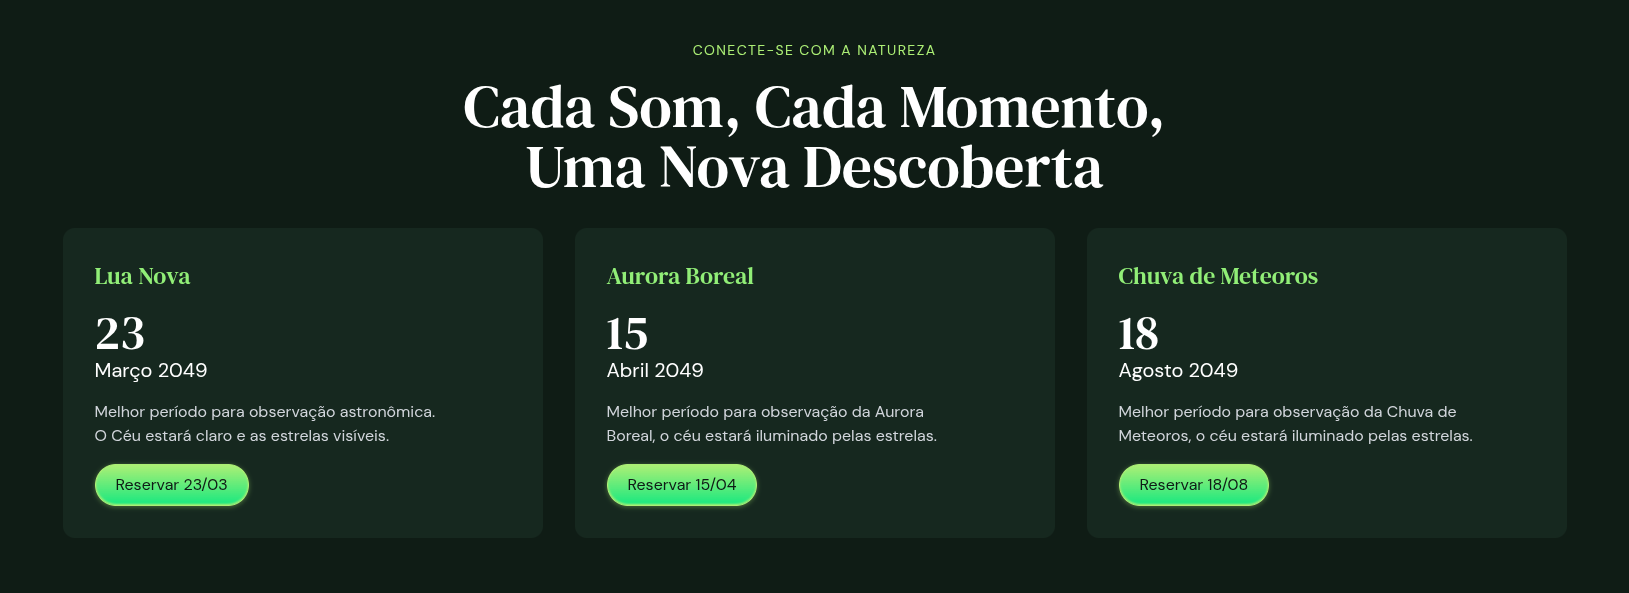 CONECTE-SE COM A NATUREZA
Cada Som, Cada Momento,
Uma Nova Descoberta
Lua Nova
23
Março 2049
Melhor período para observação astronômica.
O Céu estará claro e as estrelas visíveis.
Reservar 23/03
Aurora Boreal
15
Abril 2049
Melhor período para observação da Aurora
Boreal, o céu estará iluminado pelas estrelas.
Reservar 15/04
Chuva de Meteoros
18
Agosto 2049
Melhor período para observação da Chuva de
Meteoros, o céu estará iluminado pelas estrelas.
Reservar 18/08